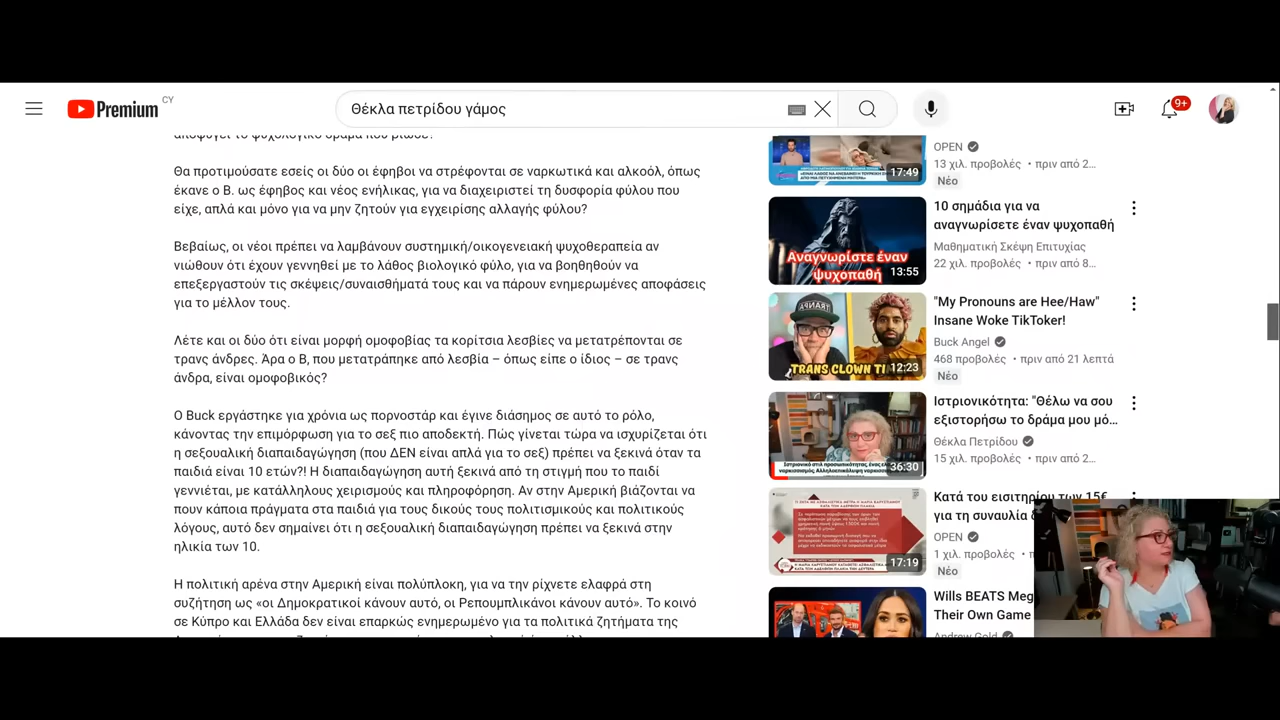 Premium CY
Θέκλα πετρίδου γάμος
9+
αποφύγει το ψυχολογικό δράμα που βίωσε?
Θα προτιμούσατε εσείς οι δύο οι έφηβοι να στρέφονται σε ναρκωτικά και αλκοόλ, όπως
έκανε ο Β. ως έφηβος και νέος ενήλικας, για να διαχειριστεί τη δυσφορία φύλου που
είχε, απλά και μόνο για να μην ζητούν για εγχειρίσης αλλαγής φύλου?
Βεβαίως, οι νέοι πρέπει να λαμβάνουν συστημική/οικογενειακή ψυχοθεραπεία αν
νιώθουν ότι έχουν γεννηθεί με το λάθος βιολογικό φύλο, για να βοηθηθούν να
επεξεργαστούν τις σκέψεις/συναισθήματά τους και να πάρουν ενημερωμένες αποφάσεις
για το μέλλον τους.
Λέτε και οι δύο ότι είναι μορφή ομοφοβίας τα κορίτσια λεσβίες να μετατρέπονται σε
τρανς άνδρες. Άρα ο Β, που μετατράπηκε από λεσβία – όπως είπε ο ίδιος – σε τρανς
άνδρα, είναι ομοφοβικός?
Ο Buck εργάστηκε για χρόνια ως πορνοστάρ και έγινε διάσημος σε αυτό το ρόλο,
κάνοντας την επιμόρφωση για το σεξ πιο αποδεκτή. Πώς γίνεται τώρα να ισχυρίζεται ότι
η σεξουαλική διαπαιδαγώγηση (που ΔΕΝ είναι απλά για το σεξ) πρέπει να ξεκινά όταν τα
παιδιά είναι 10 ετών?! Η διαπαιδαγώγηση αυτή ξεκινά από τη στιγμή που το παιδί
γεννιέται, με κατάλληλους χειρισμούς και πληροφόρηση. Αν στην Αμερική βιάζονται να
πουν κάποια πράγματα στα παιδιά για τους δικούς τους πολιτισμικούς και πολιτικούς
λόγους, αυτό δεν σημαίνει ότι η σεξουαλική διαπαιδαγώγηση πρέπει να ξεκινά στην
ηλικία των 10.
Η πολιτική αρένα στην Αμερική είναι πολύπλοκη, για να την ρίχνετε ελαφρά στη
συζήτηση ως «οι Δημοκρατικοί κάνουν αυτό, οι Ρεπουμπλικάνοι κάνουν αυτό». Το κοινό
σε Κύπρο και Ελλάδα δεν είναι επαρκώς ενημερωμένο για τα πολιτικά ζητήματα της
17:49
OPEN
13 χιλ. προβολές • πριν από 2...
Νέο
Αναγνωρίστε έναν
ψυχοπαθή
13:55
10 σημάδια για να
αναγνωρίσετε έναν ψυχοπαθή
Μαθηματική Σκέψη Επιτυχίας
22 χιλ. προβολές • πριν από 8...
TRANPA
12:23
"My Pronouns are Hee/Haw"
Insane Woke TikToker!
Buck Angel
468 προβολές • πριν από 21 λεπτά
Νέο
36:30
Ιστριονικότητα: "Θέλω να σου
εξιστορήσω το δράμα μου μό...
Θέκλα Πετρίδου
15 χιλ. προβολές • πριν από 2...
17:19
Κατά του εισιτηρίου των 15€
για τη συναυλία
OPEN
1 χιλ. προβολές
Νέο
Wills BEATS Meg
Their Own Game
Andrew Gold